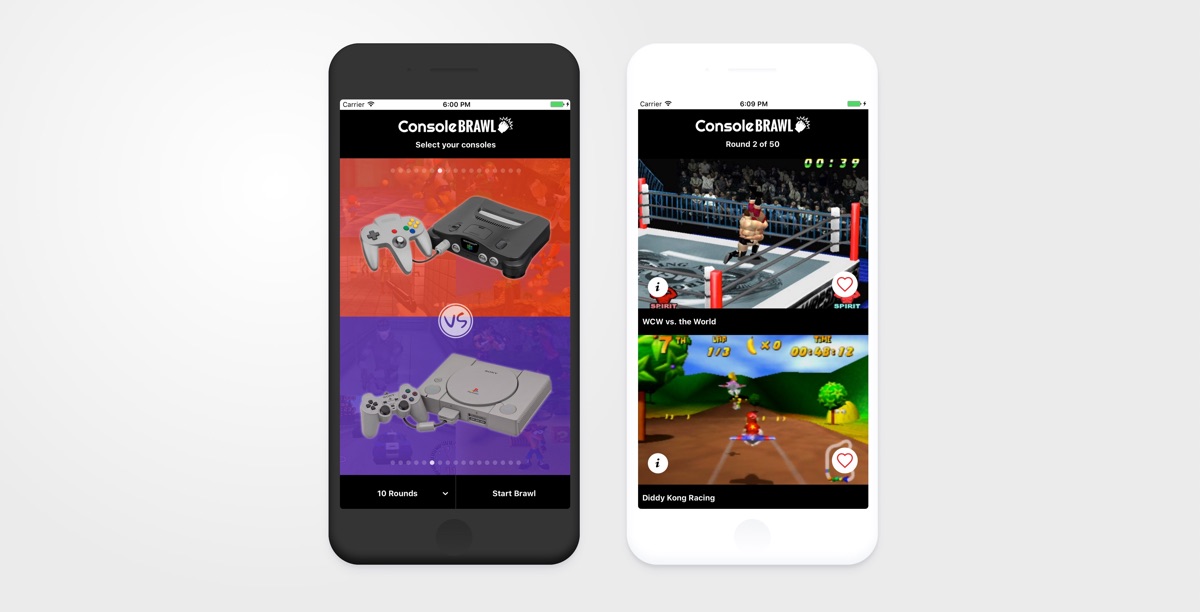 Carrier
6:00 PM
ConsoleBRAWL
Select your consoles
VS
SONY
10 Rounds
Start Brawl
Carrier
6:09 PM
ConsoleBRAWL
Round 2 of 50
00:39
i
SPIRIT
SPIRIT
WCW vs. the World
7TH
LAP
1/3
x0
TIME
00:48:12
i
Diddy Kong Racing